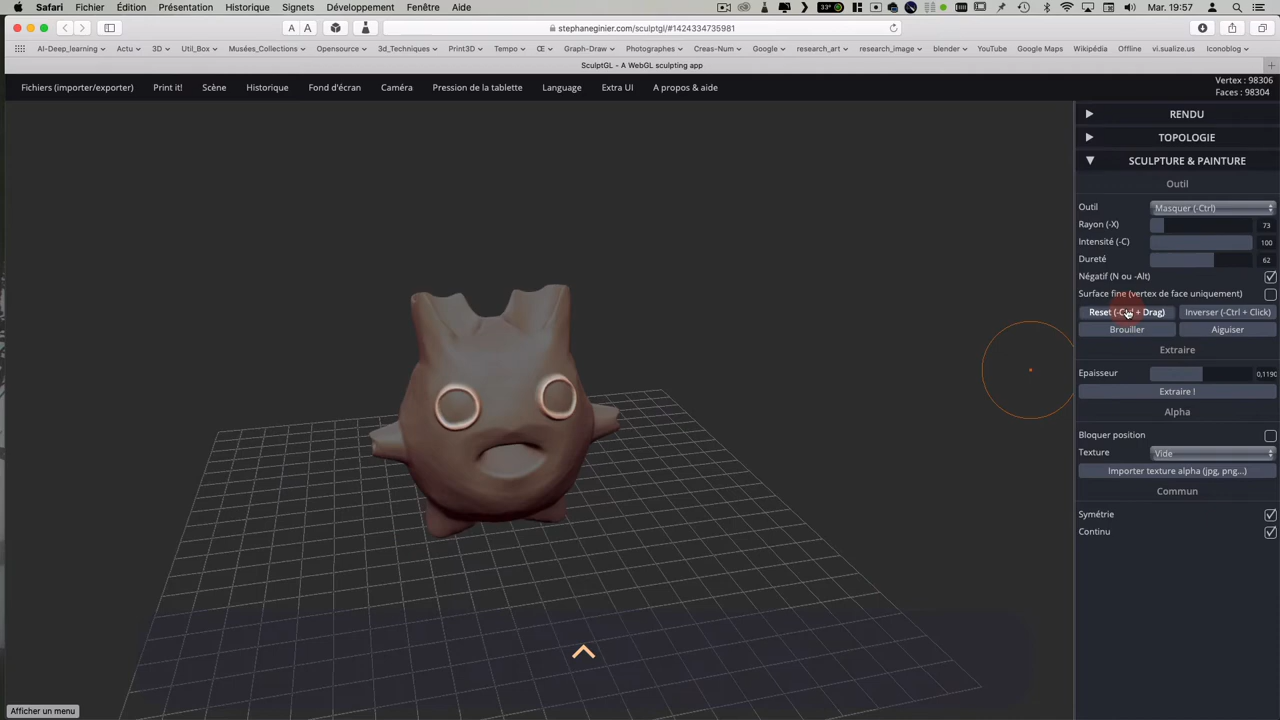 Safari Fichier Édition Présentation Historique Signets Développement Fenêtre Aide
33° Mar. 19:57
A A stephaneginier.com/sculptgl/#1424334735981
AI-Deep_learning Actu 3D Util_Box Musées_Collections Opensource 3d_Techniques Print3D Tempo Œ Graph-Draw Photographes Creas-Num Google research_art research_image blender YouTube Google Maps Wikipédia Offline vi.sualize.us Iconoblog
SculptGL - A WebGL sculpting app
Fichiers (importer/exporter) Print it! Scène Historique Fond d'écran Caméra Pression de la tablette Language Extra UI A propos & aide
Vertex : 98306
Faces : 98304
RENDU
TOPOLOGIE
SCULPTURE & PAINTURE
Outil
Outil Masquer (-Ctrl)
Rayon (-X) 73
Intensité (-C) 100
Dureté 62
Négatif (N ou -Alt)
Surface fine (vertex de face uniquement)
Reset (-Ctrl + Drag) Inverser (-Ctrl + Click)
Brouiller Aiguiser
Extraire
Epaisseur 0,1190
Extraire !
Alpha
Bloquer position
Texture Vide
Importer texture alpha (jpg, png...)
Commun
Symétrie
Continu
Afficher un menu